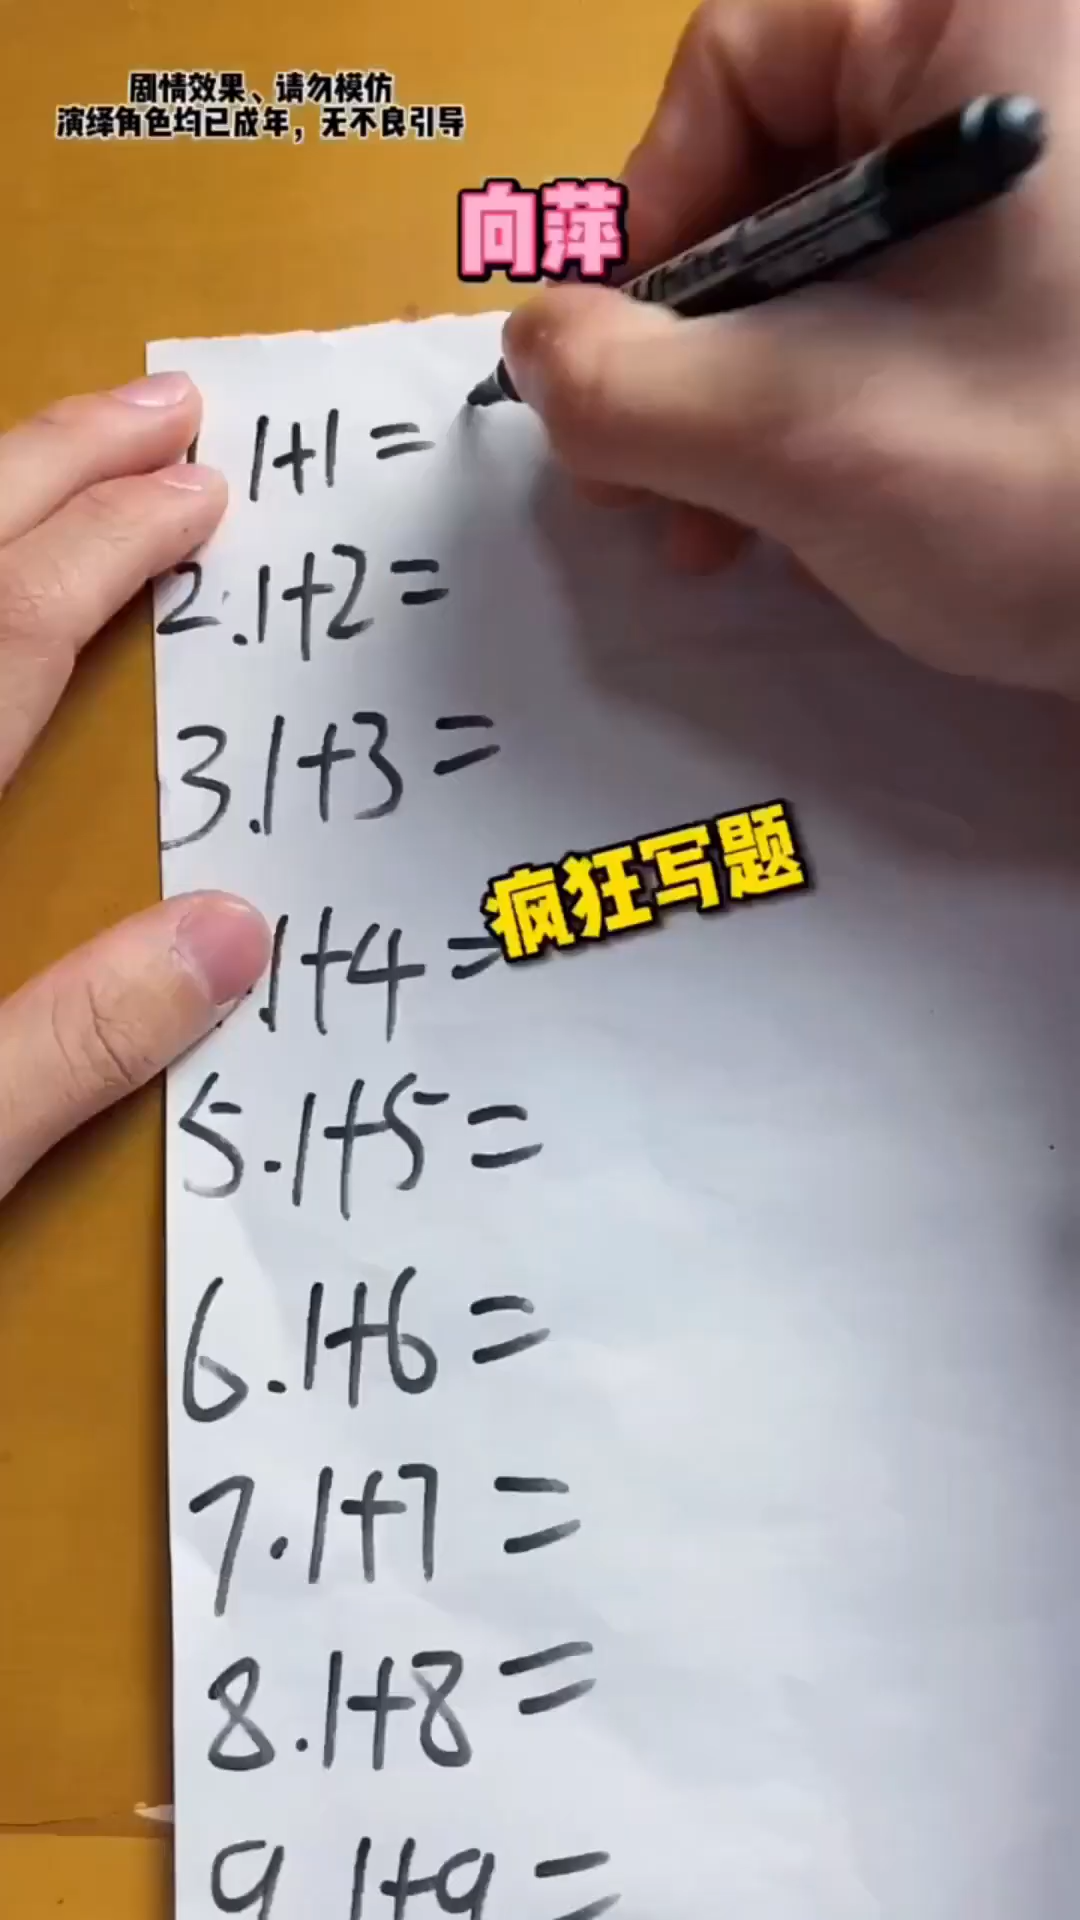 剧情效果、请勿模仿
演绎角色均已成年，无不良引导
向萍
White
1+1=
2.1+2=
3.1+3=
疯狂写题
.1+4=
5.1+5=
6.1+6=
7.1+7=
8.1+8=
9 1+9=